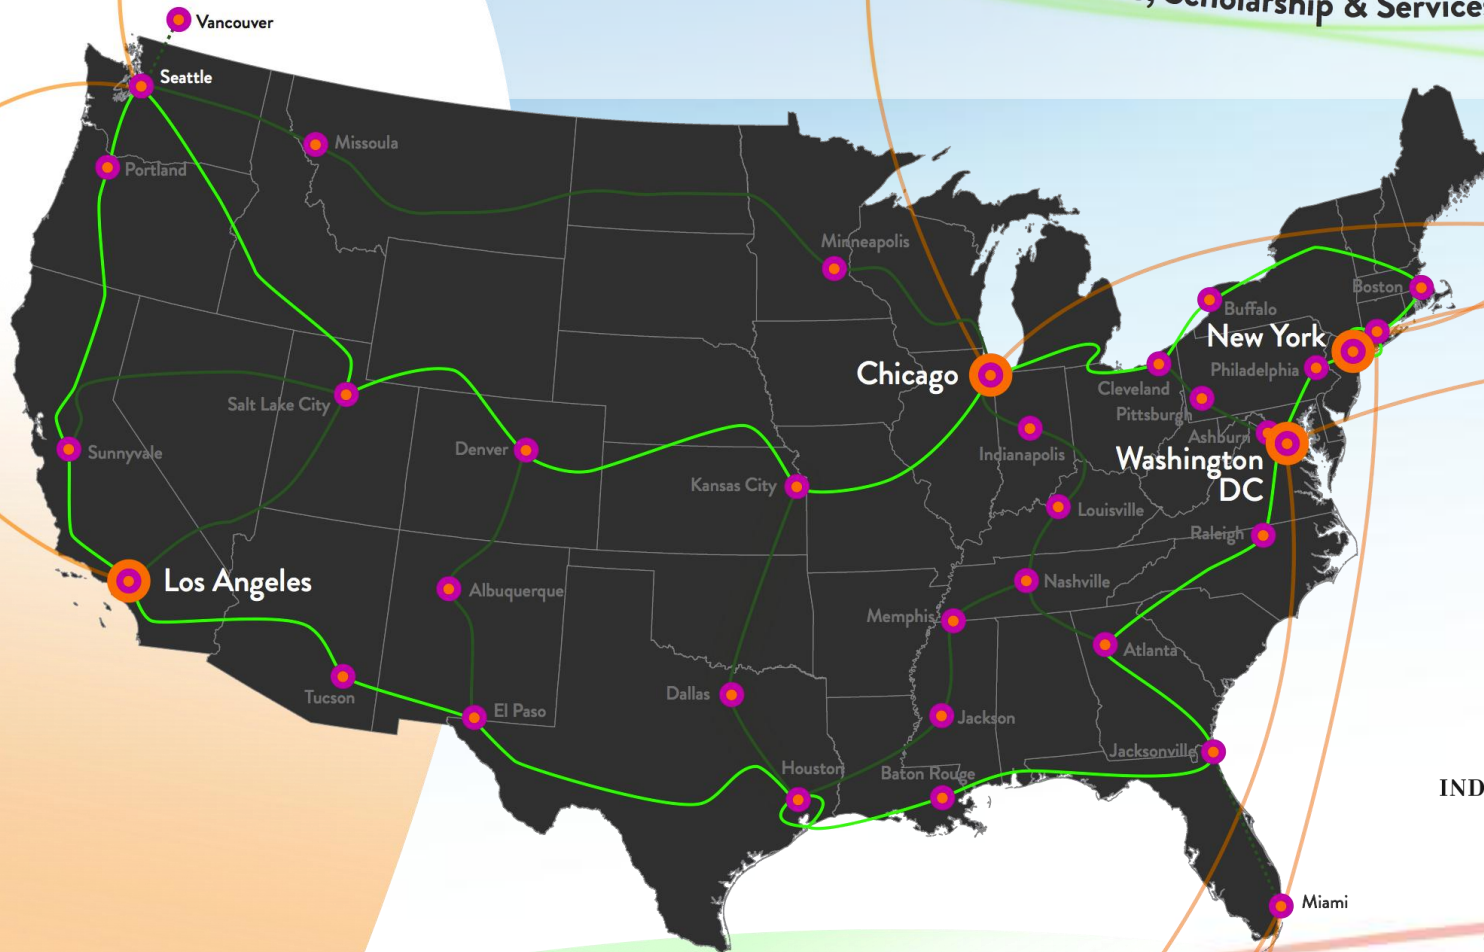 Scholarship & Service
Vancouver
Seattle
Missoula
Portland
Minneapolis
Boston
Buffalo
New York
Chicago
Philadelphia
Cleveland
Salt Lake City
Pittsburgh
Ashburn
Sunnyvale
Denver
Indianapolis
Washington
DC
Kansas City
Louisville
Raleigh
Los Angeles
Nashville
Albuquerque
Memphis
Atlanta
Tucson
Dallas
El Paso
Jackson
Jacksonville
Houston
Baton Rouge
IND
Miami